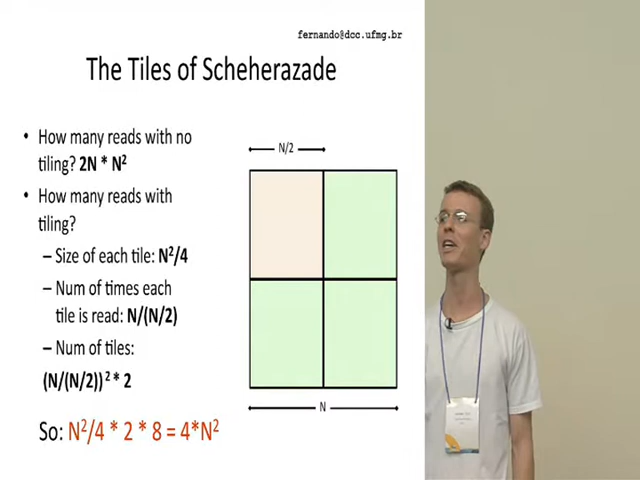 fernando@dcc.ufmg.br
The Tiles of Scheherazade
• How many reads with no
tiling? 2N * N²
• How many reads with
tiling?
– Size of each tile: N²/4
– Num of times each
tile is read: N/(N/2)
– Num of tiles:
(N/(N/2))² * 2
So: N²/4 * 2 * 8 = 4*N²
N/2
N